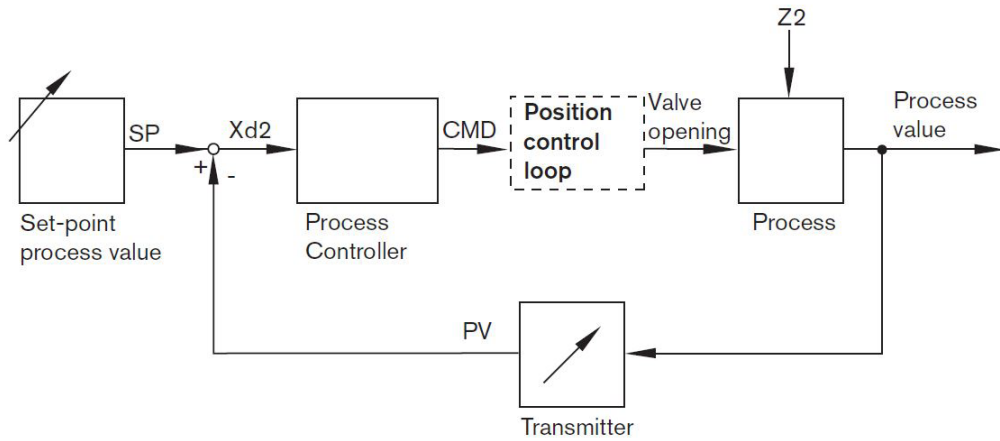 Z2
Process
value
SP
Xd2
CMD
Position
control
loop
Valve
opening
+
-
Set-point
process value
Process
Controller
Process
PV
Transmitter